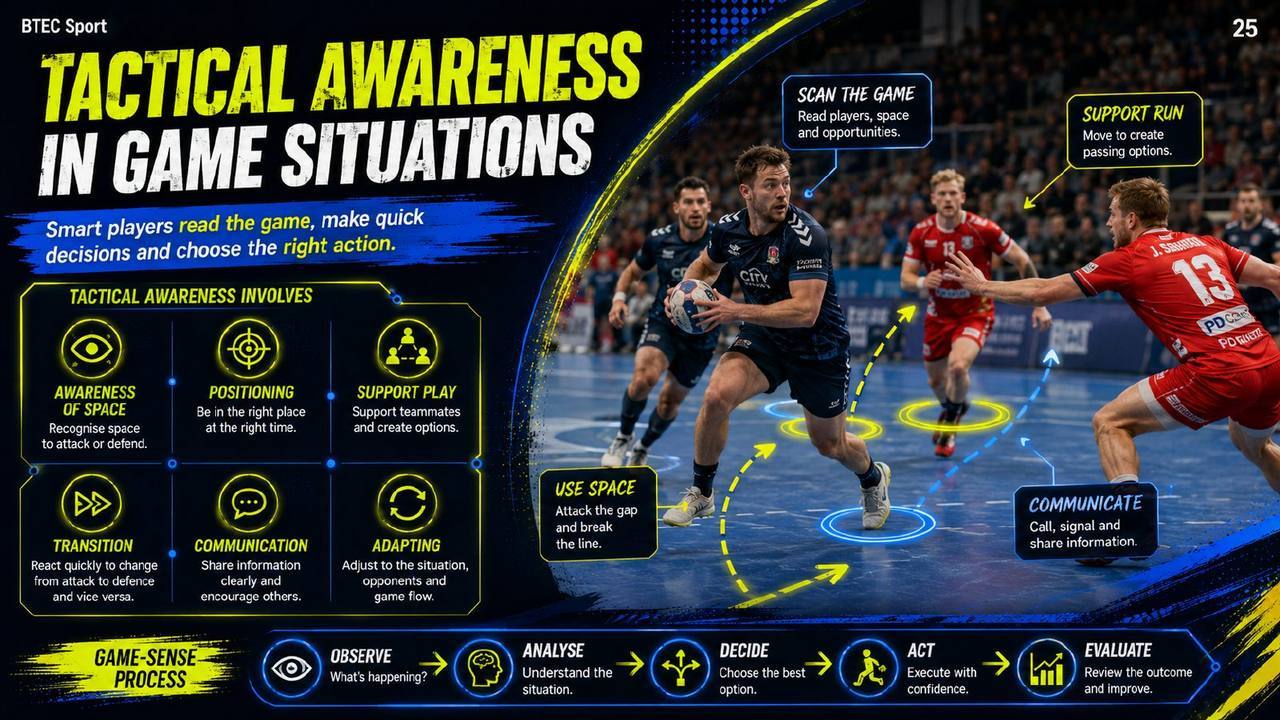 BTEC Sport
25
TACTICAL AWARENESS
IN GAME SITUATIONS
Smart players read the game, make quick
decisions and choose the right action.
TACTICAL AWARENESS INVOLVES
AWARENESS
OF SPACE
Recognise space
to attack or defend.
POSITIONING
Be in the right place
at the right time.
SUPPORT PLAY
Support teammates
and create options.
TRANSITION
React quickly to change
from attack to defence
and vice versa.
COMMUNICATION
Share information
clearly and
encourage others.
ADAPTING
Adjust to the situation,
opponents and
game flow.
SCAN THE GAME
Read players, space
and opportunities.
SUPPORT RUN
Move to create
passing options.
USE SPACE
Attack the gap
and break
the line.
COMMUNICATE
Call, signal and
share information.
CITY
13
13
PD
GAME-SENSE
PROCESS
OBSERVE
What's happening?
ANALYSE
Understand the
situation.
DECIDE
Choose the best
option.
ACT
Execute with
confidence.
EVALUATE
Review the outcome
and improve.